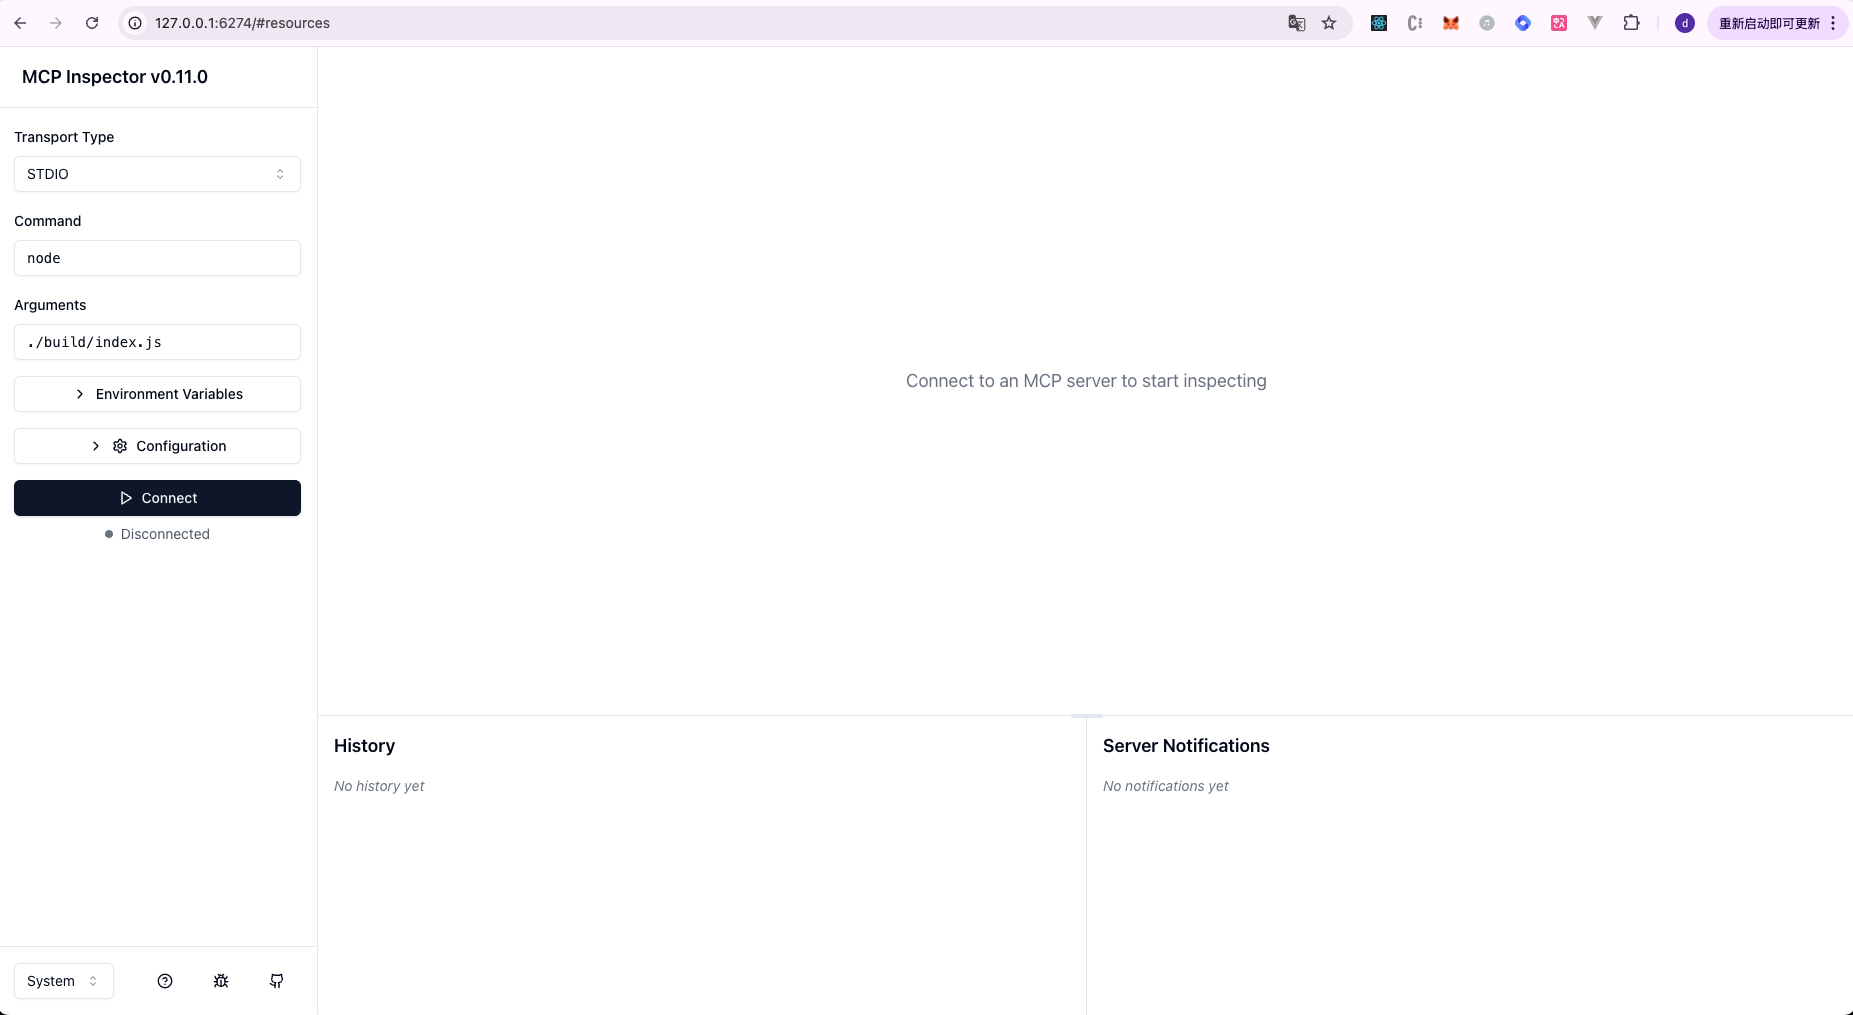 127.0.0.1:6274/#resources
d
重新启动即可更新
MCP Inspector v0.11.0
Transport Type
STDIO
Command
node
Arguments
./build/index.js
Environment Variables
Configuration
Connect
Disconnected
Connect to an MCP server to start inspecting
History
No history yet
Server Notifications
No notifications yet
System